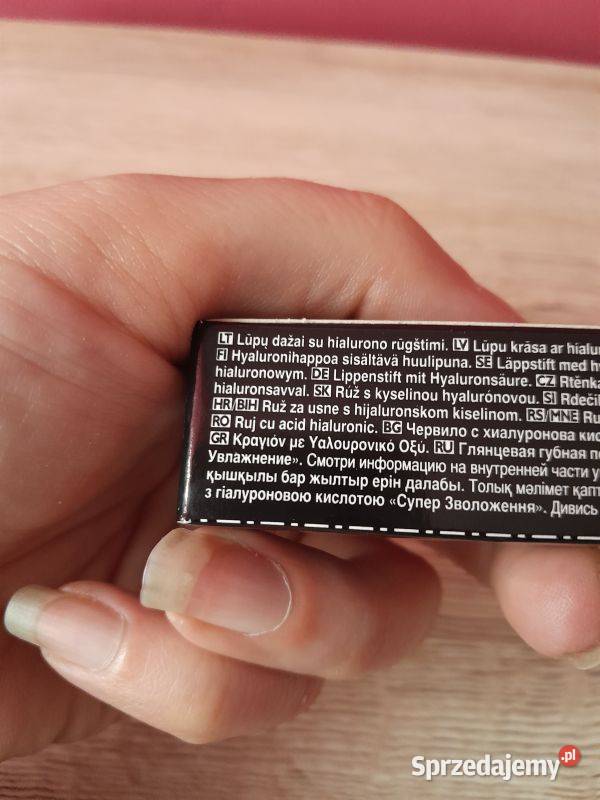 LT Lūpų dažai su hialurono rūgštimi. LV Lūpu krāsa ar hialur
FI Hyaluronihappoa sisältävä huulipuna. SE Läppstift med hy
hialuronowym. DE Lippenstift mit Hyaluronsäure. CZ Rtěnka
hialuronsavval. SK Rúž s kyselinou hyalurónovou. SI Rdečil
HR/BIH Ruž za usne s hijaluronskom kiselinom. RS/MNE Ru
RO Ruj cu acid hialuronic. BG Червило с хиалуронова кис
GR Κραγιόν με Υαλουρονικό Οξύ. RU Глянцевая губная по
Увлажнение». Смотри информацию на внутренней части у
қышқылы бар жылтыр ерін далабы. Толық мәлімет қапт
з гіалуроновою кислотою «Супер Зволоження». Дивись
Sprzedajemy.pl